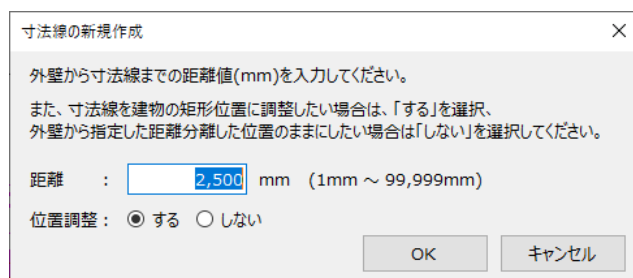 寸法線の新規作成
外壁から寸法線までの距離値(mm)を入力してください。
また、寸法線を建物の矩形位置に調整したい場合は、「する」を選択、
外壁から指定した距離分離した位置のままにしたい場合は「しない」を選択してください。
距離 : 2,500 mm (1mm ～ 99,999mm)
位置調整 : する しない
OK キャンセル